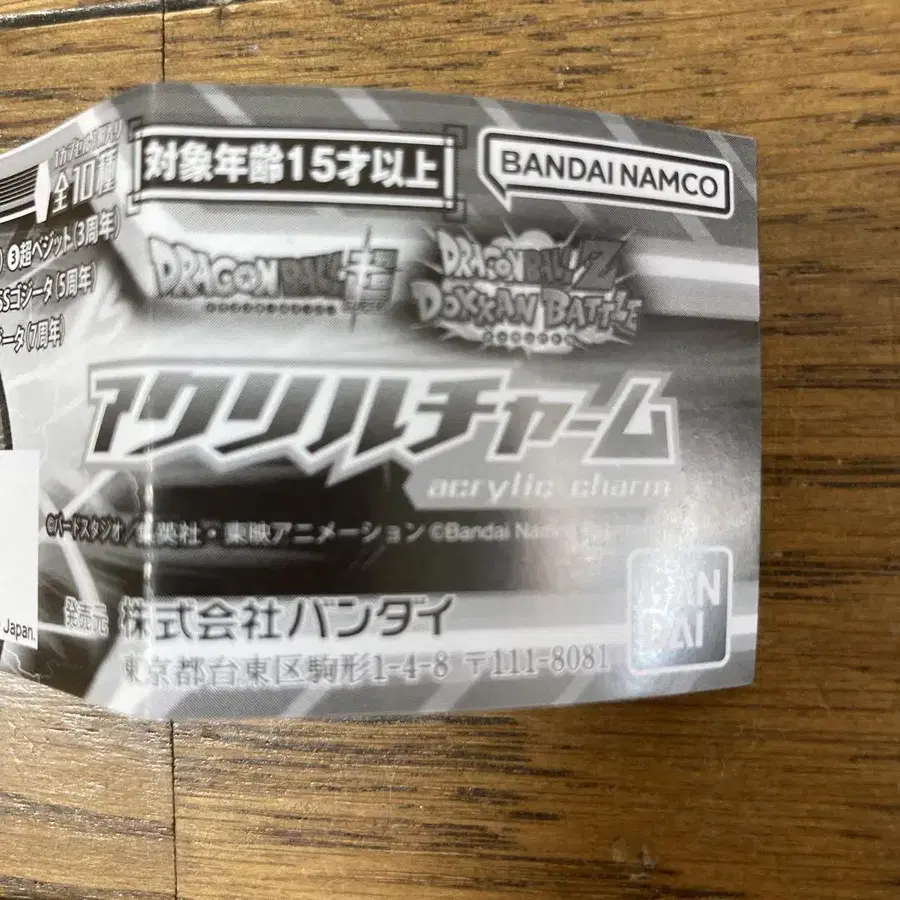 全10種
対象年齢15才以上
BANDAI NAMCO
❸超ベジット(3周年)
SSゴジータ(5周年)
ータ(7周年)
DRAGON BALL 超
DRAGON BALL Z
DOKKAN BATTLE
アクリルチャーム
acrylic charm
©バードスタジオ/集英社・東映アニメーション ©Bandai Namco
発売元 株式会社バンダイ
Japan.
東京都台東区駒形1-4-8 〒111-8081
BAN
DAI